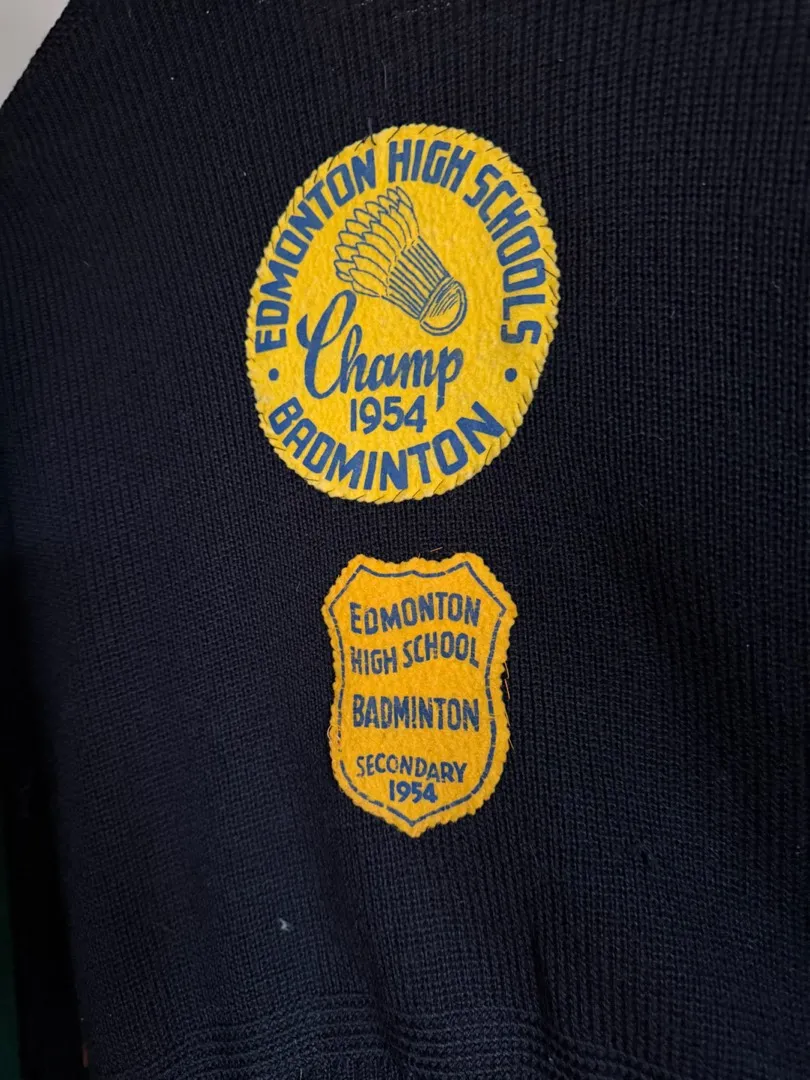 EDMONTON HIGH SCHOOLS
Champ
1954
• BADMINTON •
EDMONTON
HIGH SCHOOL
BADMINTON
SECONDARY
1954